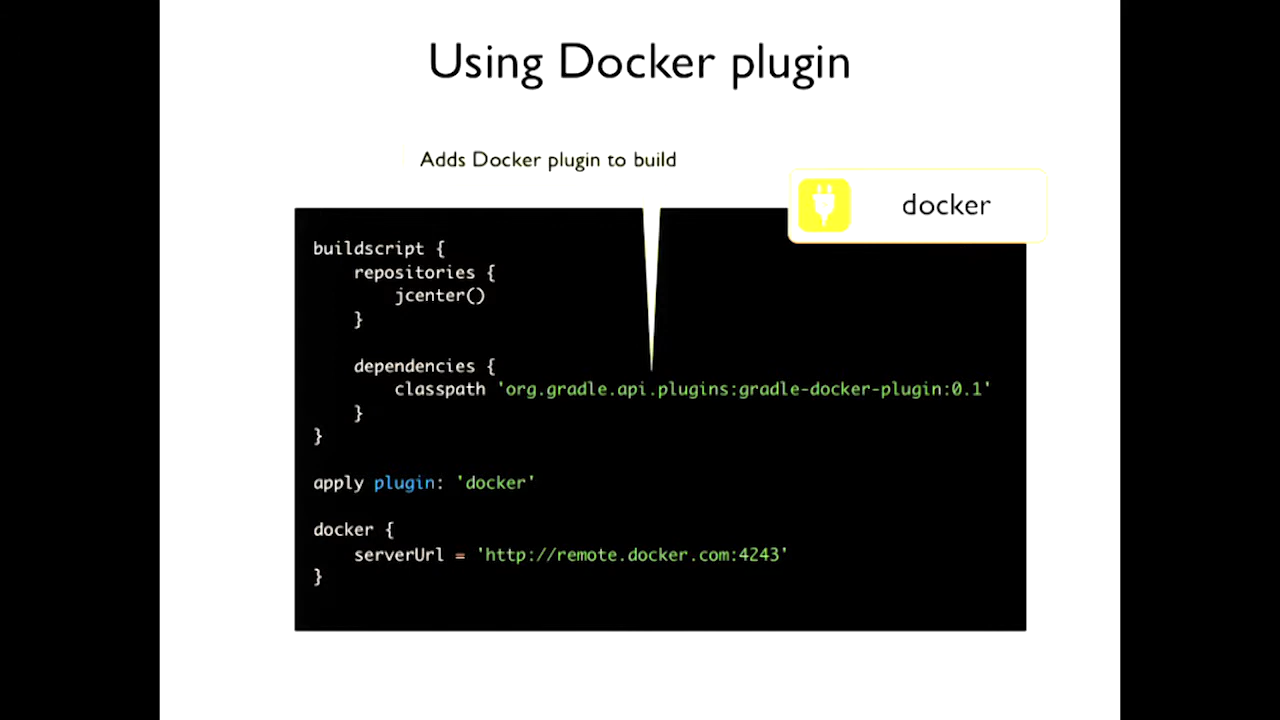 Using Docker plugin
Adds Docker plugin to build
docker
buildscript {
    repositories {
        jcenter()
    }

    dependencies {
        classpath 'org.gradle.api.plugins:gradle-docker-plugin:0.1'
    }
}

apply plugin: 'docker'

docker {
    serverUrl = 'http://remote.docker.com:4243'
}